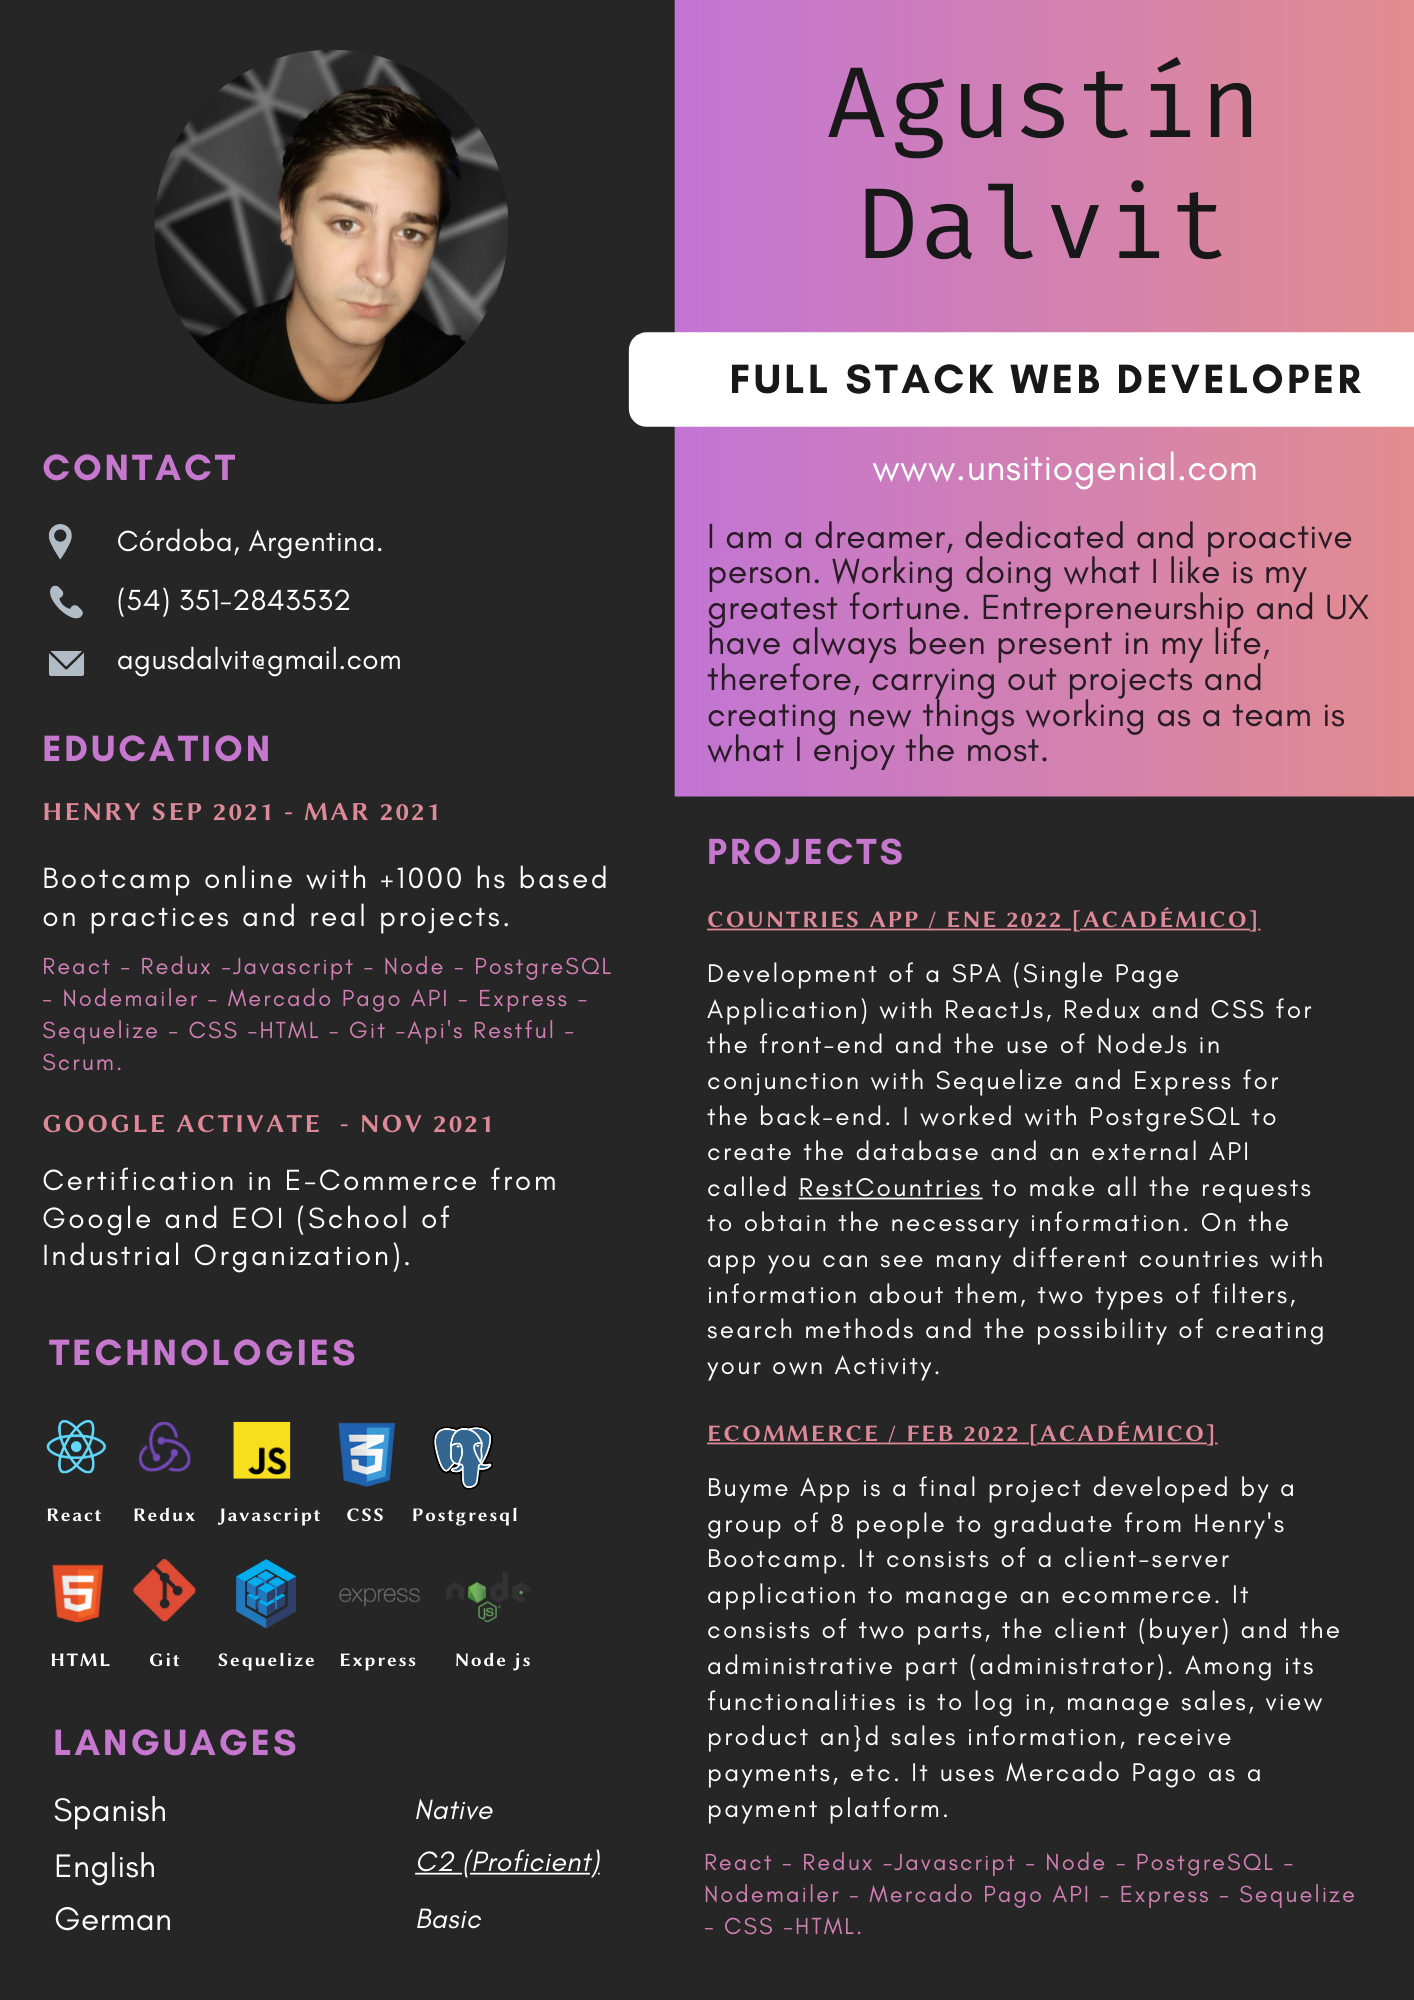 Agustín
Dalvit
FULL STACK WEB DEVELOPER
www.unsitiogenial.com
I am a dreamer, dedicated and proactive
person. Working doing what I like is my
greatest fortune. Entrepreneurship and UX
have always been present in my life,
therefore, carrying out projects and
creating new things working as a team is
what I enjoy the most.
CONTACT
Córdoba, Argentina.
(54) 351-2843532
agusdalvit@gmail.com
EDUCATION
HENRY SEP 2021 - MAR 2021
Bootcamp online with +1000 hs based
on practices and real projects.
React - Redux -Javascript - Node - PostgreSQL
- Nodemailer - Mercado Pago API - Express -
Sequelize - CSS -HTML - Git -Api's Restful -
Scrum.
GOOGLE ACTIVATE - NOV 2021
Certification in E-Commerce from
Google and EOI (School of
Industrial Organization).
TECHNOLOGIES
JS
3
React Redux Javascript CSS Postgresql
5
express
node
JS
HTML Git Sequelize Express Node js
LANGUAGES
Spanish Native
English C2 (Proficient)
German Basic
PROJECTS
COUNTRIES APP / ENE 2022 [ACADÉMICO]
Development of a SPA (Single Page
Application) with ReactJs, Redux and CSS for
the front-end and the use of NodeJs in
conjunction with Sequelize and Express for
the back-end. I worked with PostgreSQL to
create the database and an external API
called RestCountries to make all the requests
to obtain the necessary information. On the
app you can see many different countries with
information about them, two types of filters,
search methods and the possibility of creating
your own Activity.
ECOMMERCE / FEB 2022 [ACADÉMICO]
Buyme App is a final project developed by a
group of 8 people to graduate from Henry's
Bootcamp. It consists of a client-server
application to manage an ecommerce. It
consists of two parts, the client (buyer) and the
administrative part (administrator). Among its
functionalities is to log in, manage sales, view
product an}d sales information, receive
payments, etc. It uses Mercado Pago as a
payment platform.
React - Redux -Javascript - Node - PostgreSQL -
Nodemailer - Mercado Pago API - Express - Sequelize
- CSS -HTML.